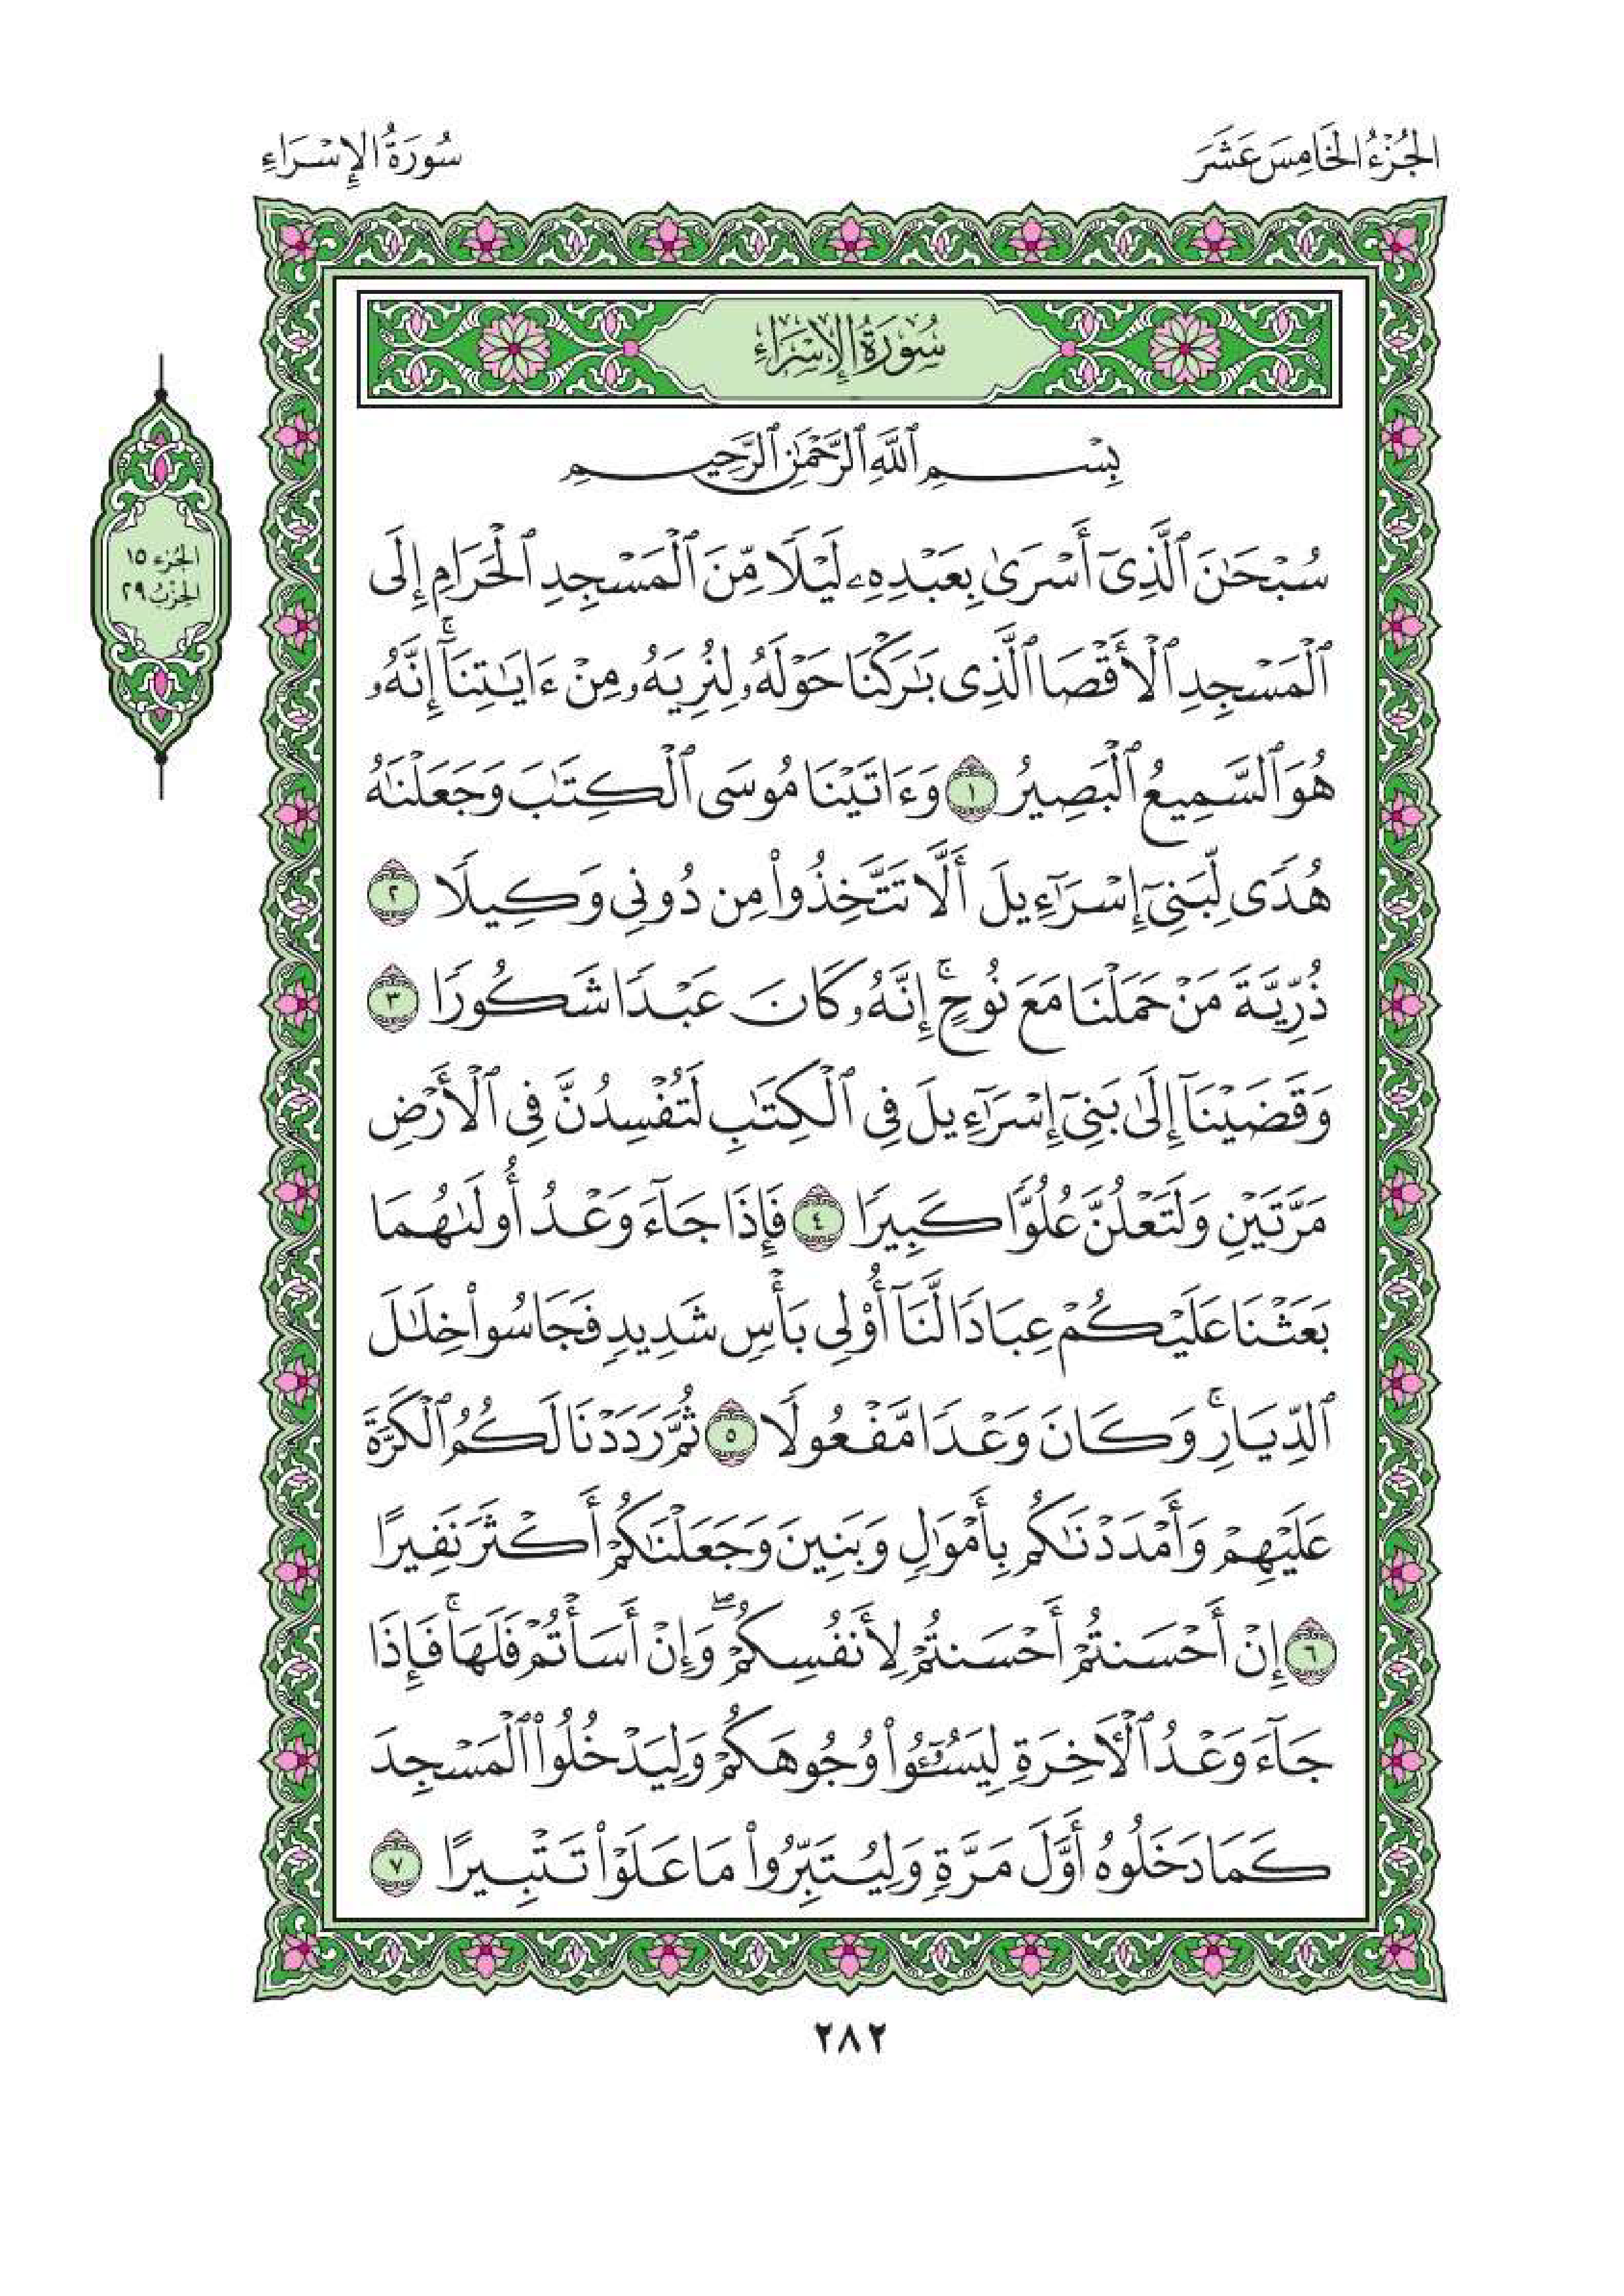 الجُزْءُ الخَامِسَ عَشَرَ
سُورَةُ الإِسْرَاءِ
سُورَةُ الإِسْرَاءِ
الجُزء ١٥
الحِزْب ٢٩
بِسْمِ ٱللَّهِ ٱلرَّحْمَٰنِ ٱلرَّحِيمِ
سُبْحَٰنَ ٱلَّذِىٓ أَسْرَىٰ بِعَبْدِهِۦ لَيْلًا مِّنَ ٱلْمَسْجِدِ ٱلْحَرَامِ إِلَى
ٱلْمَسْجِدِ ٱلْأَقْصَا ٱلَّذِى بَٰرَكْنَا حَوْلَهُۥ لِنُرِيَهُۥ مِنْ ءَايَٰتِنَآۚ إِنَّهُۥ
هُوَ ٱلسَّمِيعُ ٱلْبَصِيرُ ١ وَءَاتَيْنَا مُوسَى ٱلْكِتَٰبَ وَجَعَلْنَٰهُ
هُدًى لِّبَنِىٓ إِسْرَٰٓءِيلَ أَلَّا تَتَّخِذُوا۟ مِن دُونِى وَكِيلًا ٢
ذُرِّيَّةَ مَنْ حَمَلْنَا مَعَ نُوحٍۚ إِنَّهُۥ كَانَ عَبْدًا شَكُورًا ٣
وَقَضَيْنَآ إِلَىٰ بَنِىٓ إِسْرَٰٓءِيلَ فِى ٱلْكِتَٰبِ لَتُفْسِدُنَّ فِى ٱلْأَرْضِ
مَرَّتَيْنِ وَلَتَعْلُنَّ عُلُوًّا كَبِيرًا ٤ فَإِذَا جَآءَ وَعْدُ أُولَىٰهُمَا
بَعَثْنَا عَلَيْكُمْ عِبَادًا لَّنَآ أُو۟لِى بَأْسٍ شَدِيدٍ فَجَاسُوا۟ خِلَٰلَ
ٱلدِّيَارِۚ وَكَانَ وَعْدًا مَّفْعُولًا ٥ ثُمَّ رَدَدْنَا لَكُمُ ٱلْكَرَّةَ
عَلَيْهِمْ وَأَمْدَدْنَٰكُم بِأَمْوَٰلٍ وَبَنِينَ وَجَعَلْنَٰكُمْ أَكْثَرَ نَفِيرًا
٦ إِنْ أَحْسَنتُمْ أَحْسَنتُمْ لِأَنفُسِكُمْۖ وَإِنْ أَسَأْتُمْ فَلَهَاۚ فَإِذَا
جَآءَ وَعْدُ ٱلْءَاخِرَةِ لِيَسُۥٓـُٔوا۟ وُجُوهَكُمْ وَلِيَدْخُلُوا۟ ٱلْمَسْجِدَ
كَمَا دَخَلُوهُ أَوَّلَ مَرَّةٍ وَلِيُتَبِّرُوا۟ مَا عَلَوْا۟ تَتْبِيرًا ٧
٢٨٢